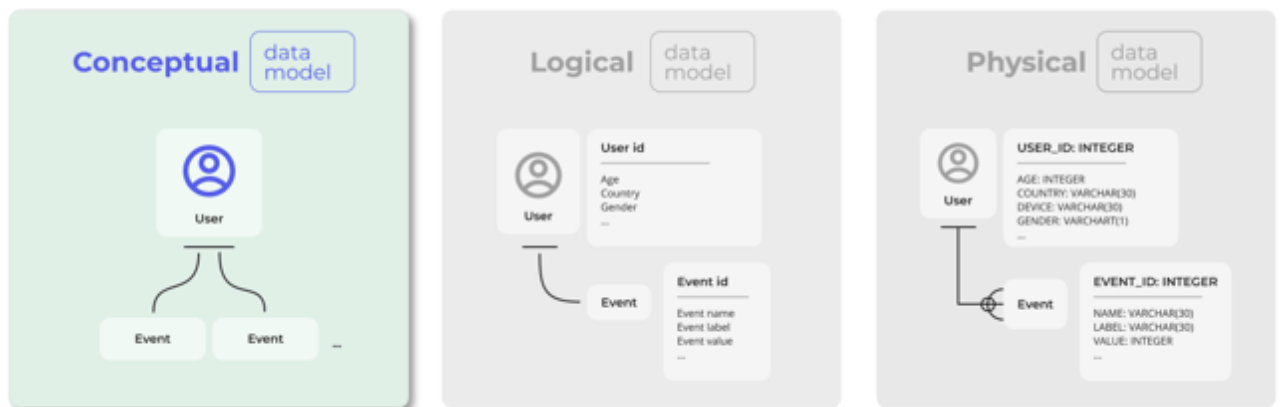 Conceptual
data
model
User
Event
Event
...
Logical
data
model
User
User id
Age
Country
Gender
...
Event
Event id
Event name
Event label
Event value
...
Physical
data
model
User
USER_ID: INTEGER
AGE: INTEGER
COUNTRY: VARCHAR(30)
DEVICE: VARCHAR(30)
GENDER: VARCHART(1)
...
Event
EVENT_ID: INTEGER
NAME: VARCHAR(30)
LABEL: VARCHAR(30)
VALUE: INTEGER
...